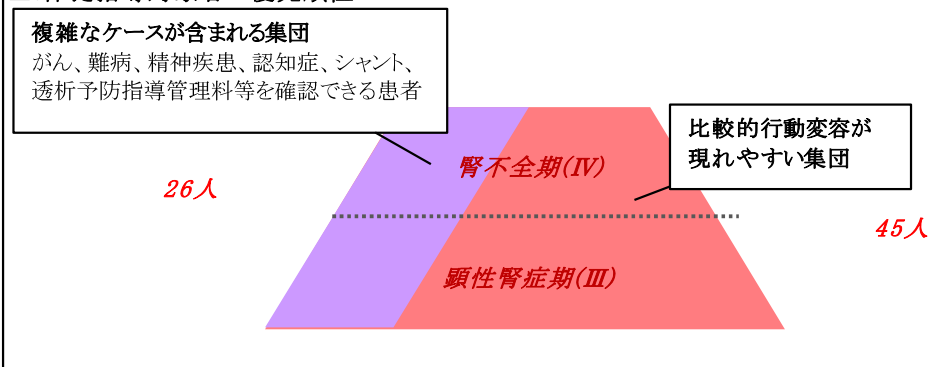 複雑なケースが含まれる集団
がん、難病、精神疾患、認知症、シャント、
透析予防指導管理料等を確認できる患者
比較的行動変容が
現れやすい集団
腎不全期(Ⅳ)
26人
45人
顕性腎症期(Ⅲ)